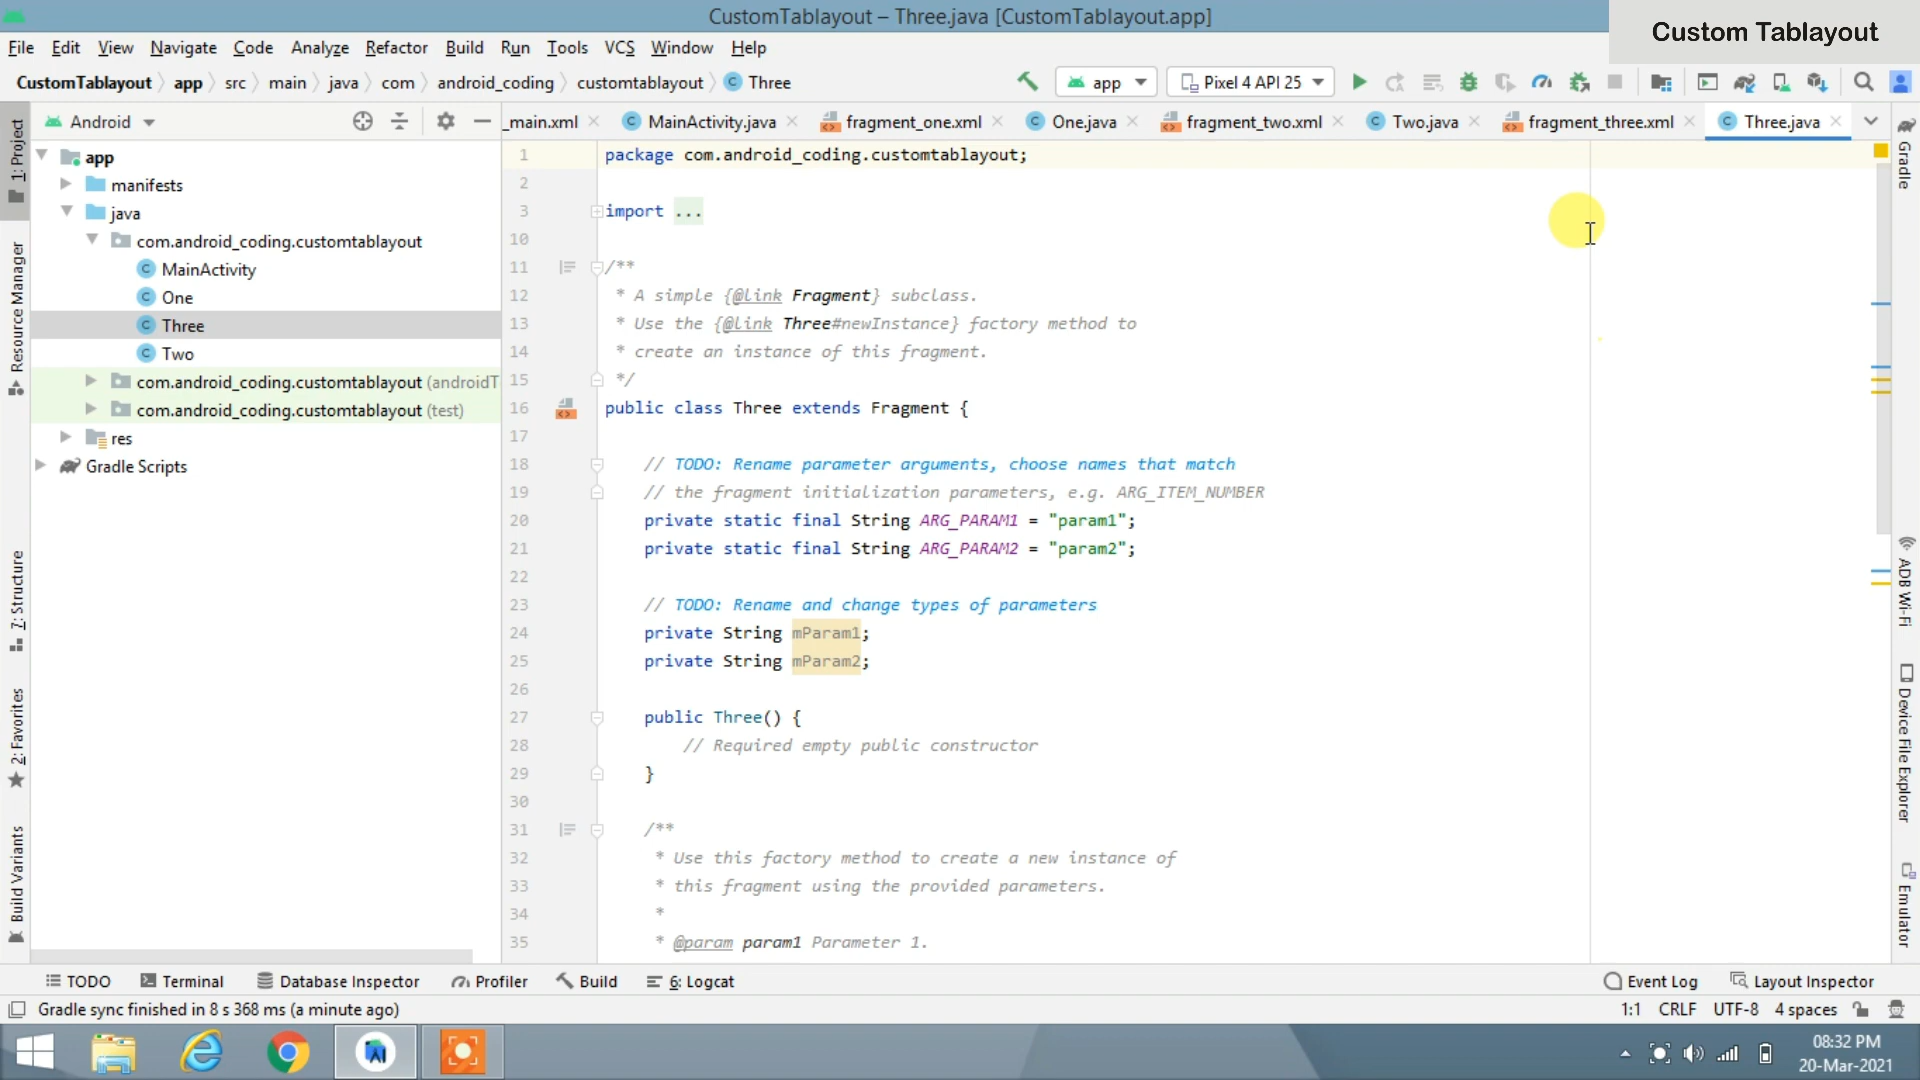 CustomTablayout – Three.java [CustomTablayout.app]
Custom Tablayout
File Edit View Navigate Code Analyze Refactor Build Run Tools VCS Window Help
CustomTablayout app src main java com android_coding customtablayout Three
app Pixel 4 API 25
Android
_main.xml MainActivity.java fragment_one.xml One.java fragment_two.xml Two.java fragment_three.xml Three.java
1: Project
Resource Manager
7: Structure
2: Favorites
Build Variants
app
manifests
java
com.android_coding.customtablayout
MainActivity
One
Three
Two
com.android_coding.customtablayout (androidT
com.android_coding.customtablayout (test)
res
Gradle Scripts
1 package com.android_coding.customtablayout;
2
3 import ...
10
11 /**
12 * A simple {@link Fragment} subclass.
13 * Use the {@link Three#newInstance} factory method to
14 * create an instance of this fragment.
15 */
16 public class Three extends Fragment {
17
18 // TODO: Rename parameter arguments, choose names that match
19 // the fragment initialization parameters, e.g. ARG_ITEM_NUMBER
20 private static final String ARG_PARAM1 = "param1";
21 private static final String ARG_PARAM2 = "param2";
22
23 // TODO: Rename and change types of parameters
24 private String mParam1;
25 private String mParam2;
26
27 public Three() {
28 // Required empty public constructor
29 }
30
31 /**
32 * Use this factory method to create a new instance of
33 * this fragment using the provided parameters.
34 *
35 * @param param1 Parameter 1.
Gradle
ADB Wi-Fi
Device File Explorer
Emulator
TODO Terminal Database Inspector Profiler Build 6: Logcat Event Log Layout Inspector
Gradle sync finished in 8 s 368 ms (a minute ago) 1:1 CRLF UTF-8 4 spaces
08:32 PM
20-Mar-2021